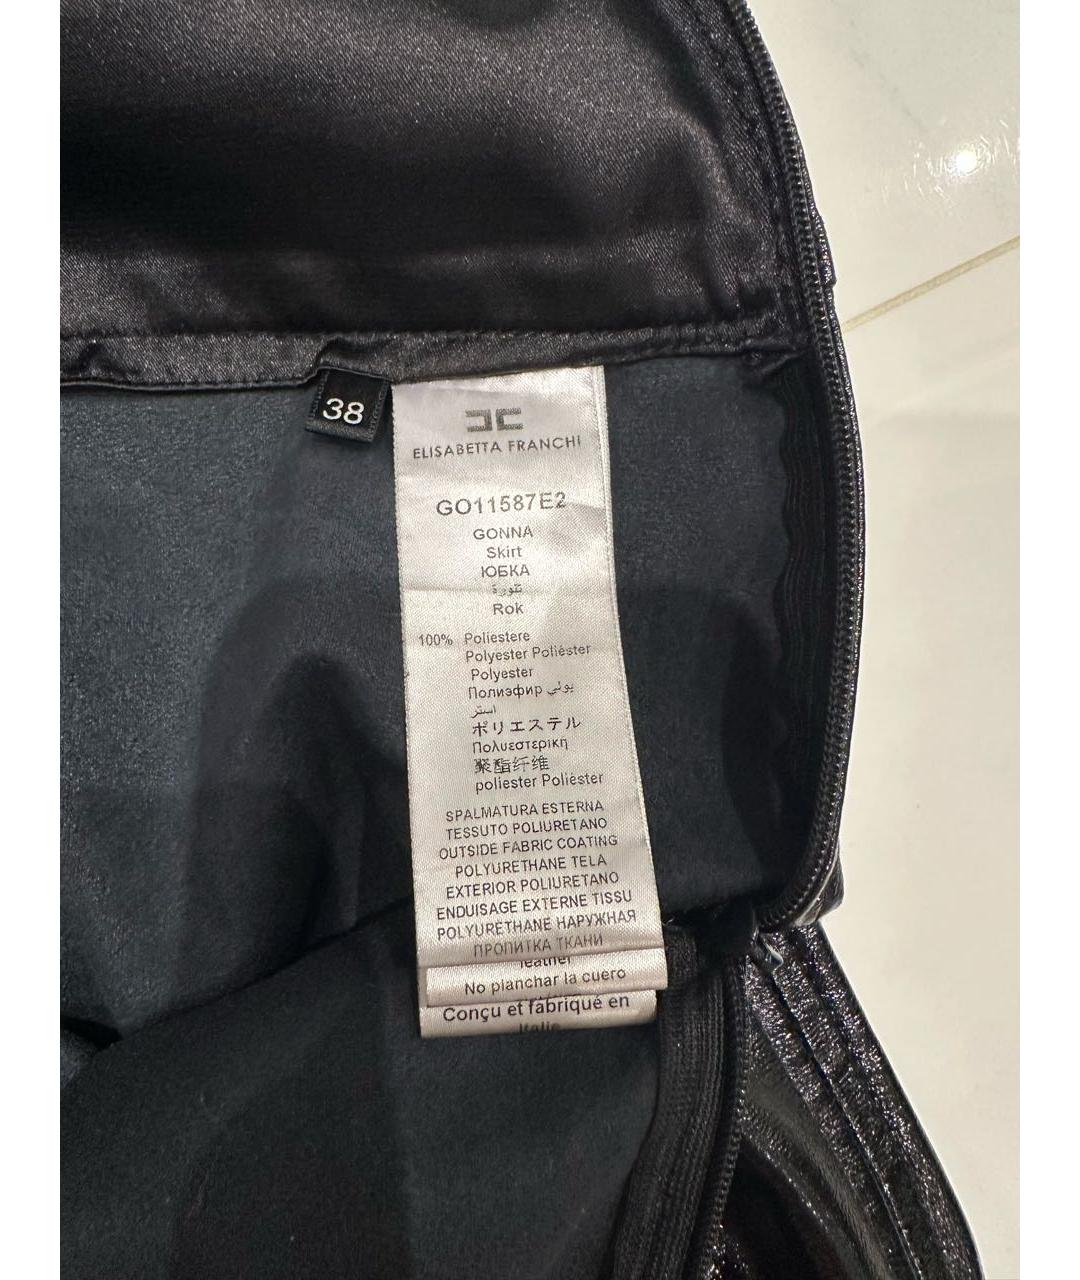 38
ELISABETTA FRANCHI
GO11587E2
GONNA
Skirt
ЮБКА
تنورة
Rok
100% Poliestere
Polyester Poliéster
Polyester
Полиэфир بولي
استر
ポリエステル
Πολυεστερική
聚酯纤维
poliester Poliéster
SPALMATURA ESTERNA
TESSUTO POLIURETANO
OUTSIDE FABRIC COATING
POLYURETHANE TELA
EXTERIOR POLIURETANO
ENDUISAGE EXTERNE TISSU
POLYURETHANE НАРУЖНАЯ
ПРОПИТКА ТКАНИ
leather
No planchar la cuero
Conçu et fabriqué en
Italie